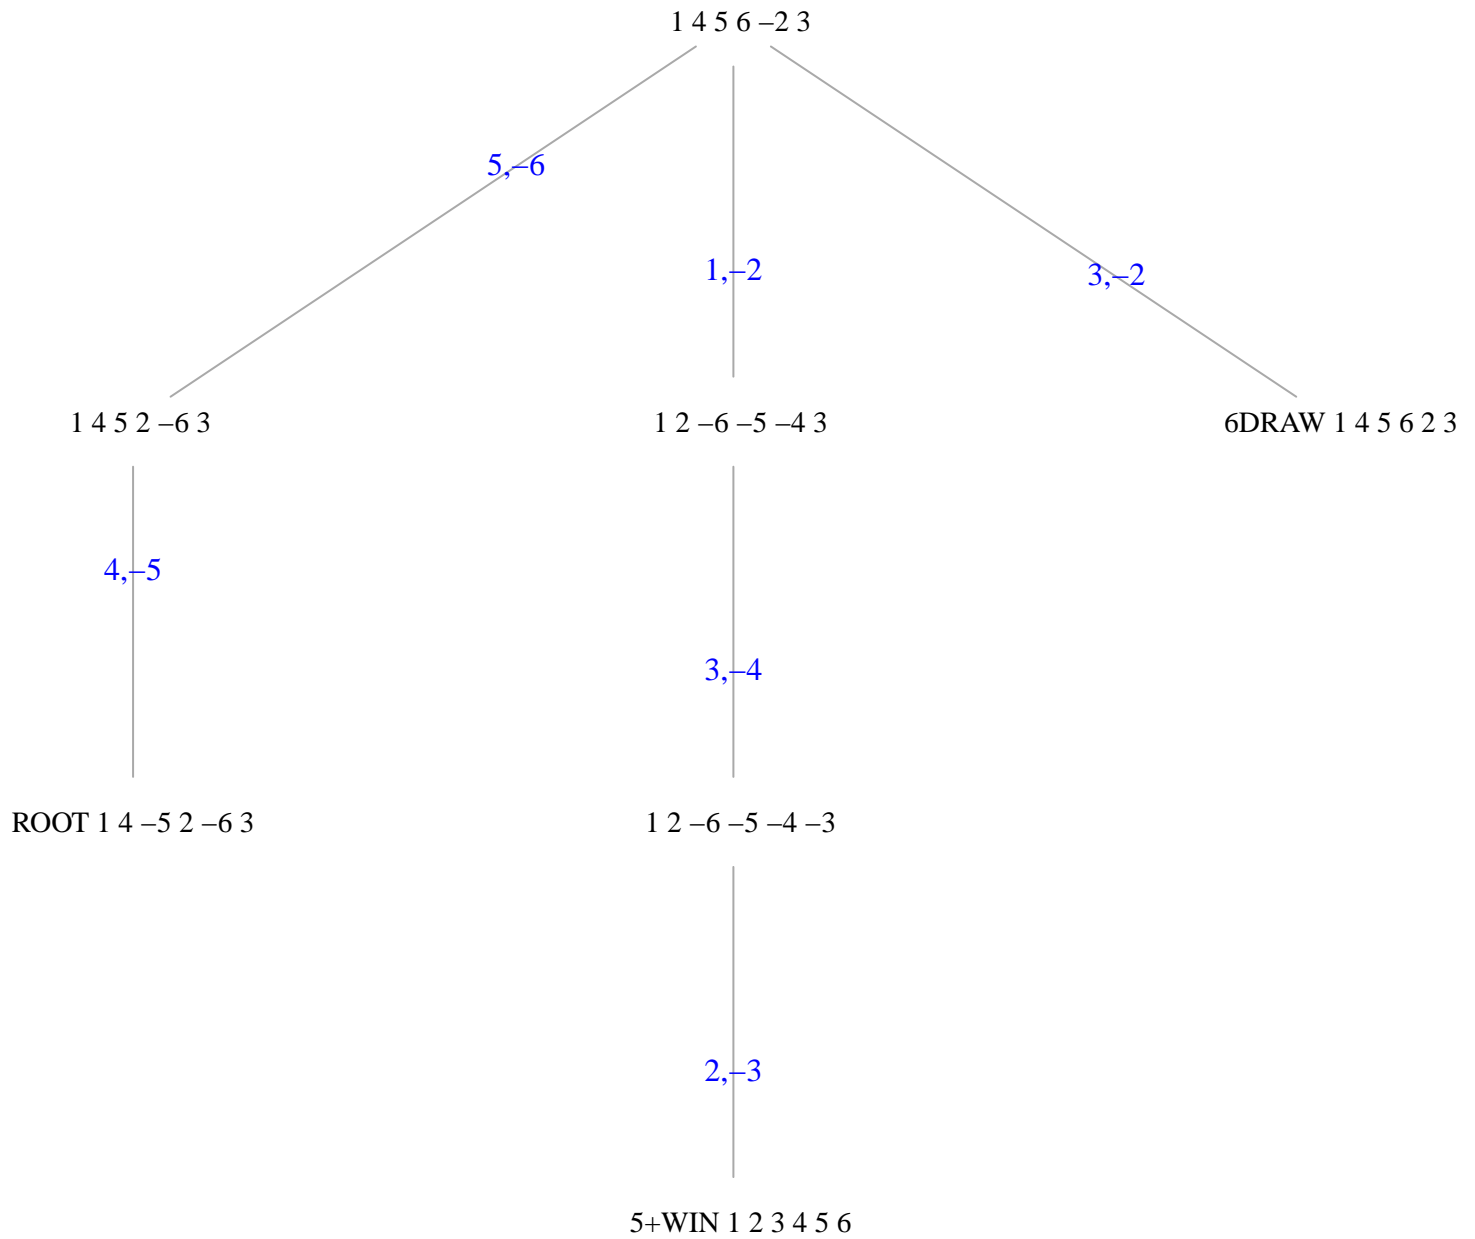 1 4 5 6 –2 3
5,–6
1,–2
3,–2
1 4 5 2 –6 3
1 2 –6 –5 –4 3
6DRAW 1 4 5 6 2 3
4,–5
3,–4
ROOT 1 4 –5 2 –6 3
1 2 –6 –5 –4 –3
2,–3
5+WIN 1 2 3 4 5 6